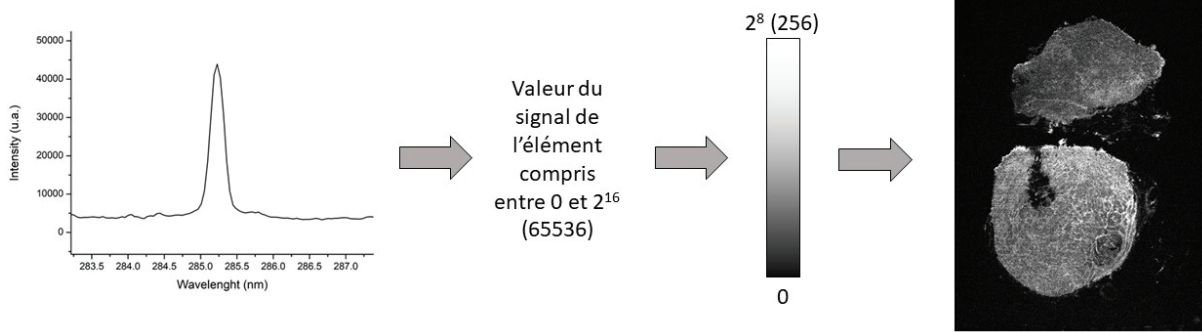 50000
40000
30000
20000
10000
0
Intensity (u.a.)
283.5 284.0 284.5 285.0 285.5 286.0 286.5 287.0
Wavelenght (nm)
Valeur du
signal de
l'élément
compris
entre 0 et 2¹⁶
(65536)
2⁸ (256)
0